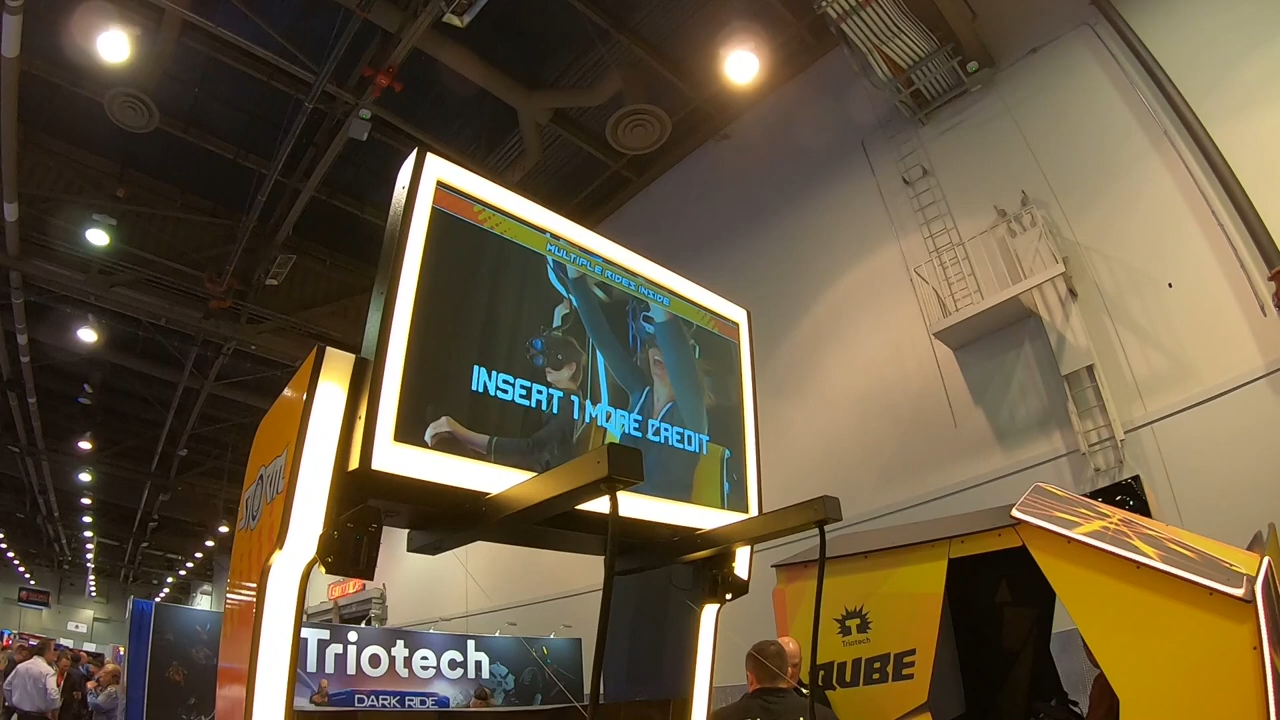 MULTIPLE RIDES INSIDE
INSERT 1 MORE CREDIT
Triotech
DARK RIDE
Triotech
QUBE